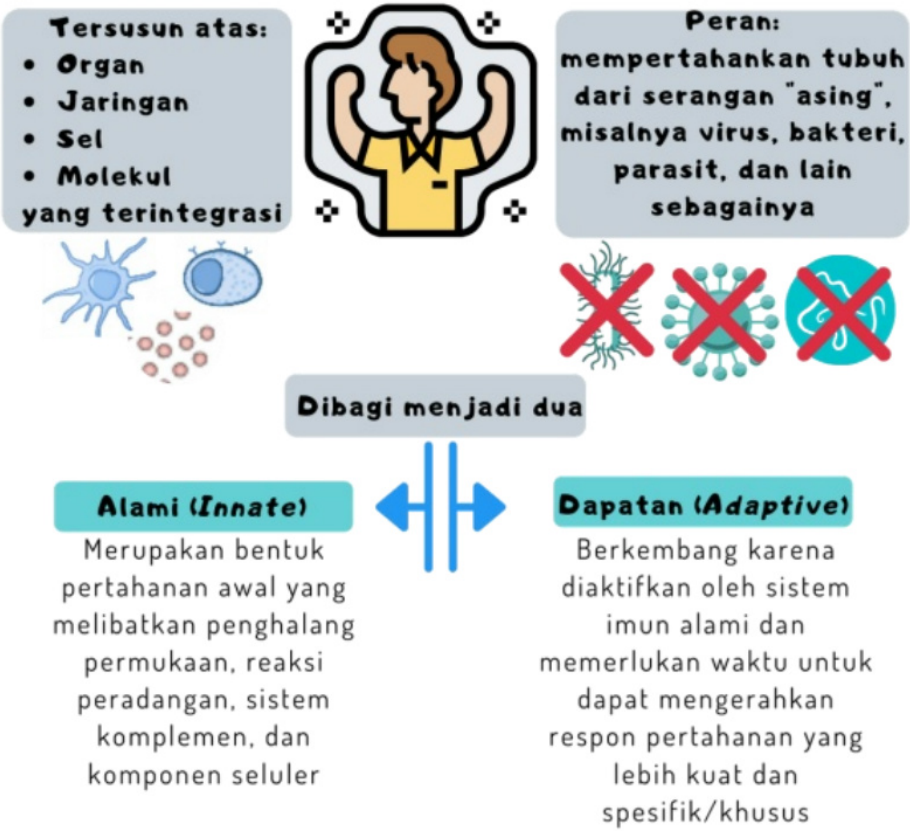 Tersusun atas:
• Organ
• Jaringan
• Sel
• Molekul
yang terintegrasi
Peran:
mempertahankan tubuh
dari serangan "asing",
misalnya virus, bakteri,
parasit, dan lain
sebagainya
Dibagi menjadi dua
Alami (Innate)
Merupakan bentuk
pertahanan awal yang
melibatkan penghalang
permukaan, reaksi
peradangan, sistem
komplemen, dan
komponen seluler
Dapatan (Adaptive)
Berkembang karena
diaktifkan oleh sistem
imun alami dan
memerlukan waktu untuk
dapat mengerahkan
respon pertahanan yang
lebih kuat dan
spesifik/khusus